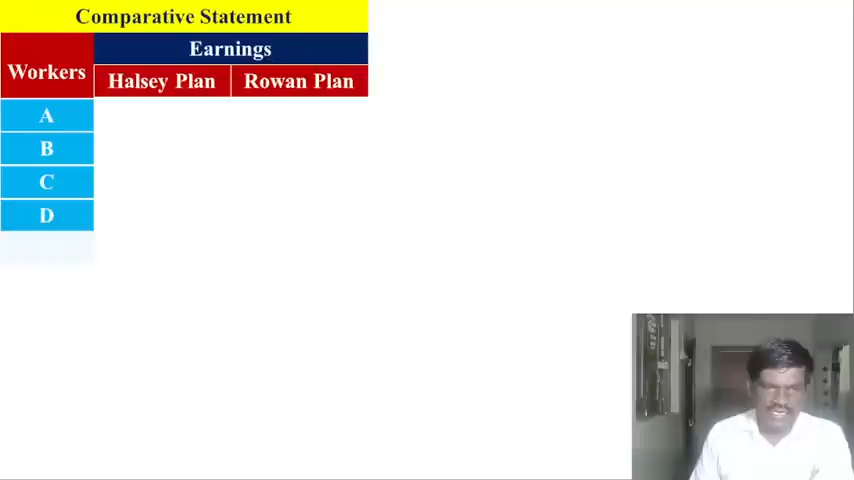 Comparative Statement
Workers
Earnings
Halsey Plan
Rowan Plan
A
B
C
D